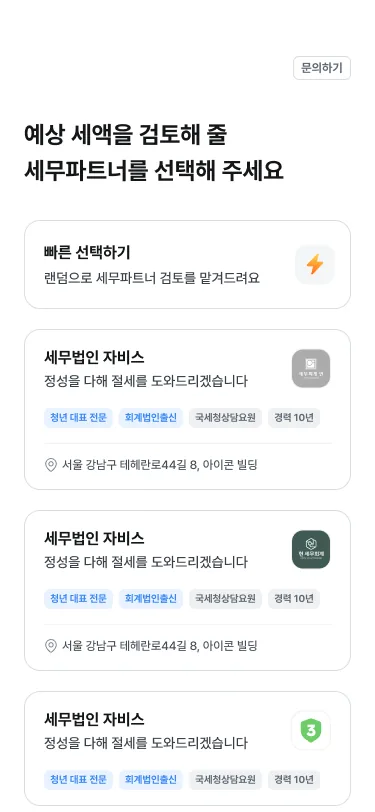 문의하기
예상 세액을 검토해 줄
세무파트너를 선택해 주세요
빠른 선택하기
랜덤으로 세무파트너 검토를 맡겨드려요
세무법인 자비스
정성을 다해 절세를 도와드리겠습니다
청년 대표 전문 회계법인출신 국세청상담요원 경력 10년
서울 강남구 테헤란로44길 8, 아이콘 빌딩
세무법인 자비스
현 세무회계
정성을 다해 절세를 도와드리겠습니다
청년 대표 전문 회계법인출신 국세청상담요원 경력 10년
서울 강남구 테헤란로44길 8, 아이콘 빌딩
세무법인 자비스
3
정성을 다해 절세를 도와드리겠습니다
청년 대표 전문 회계법인출신 국세청상담요원 경력 10년